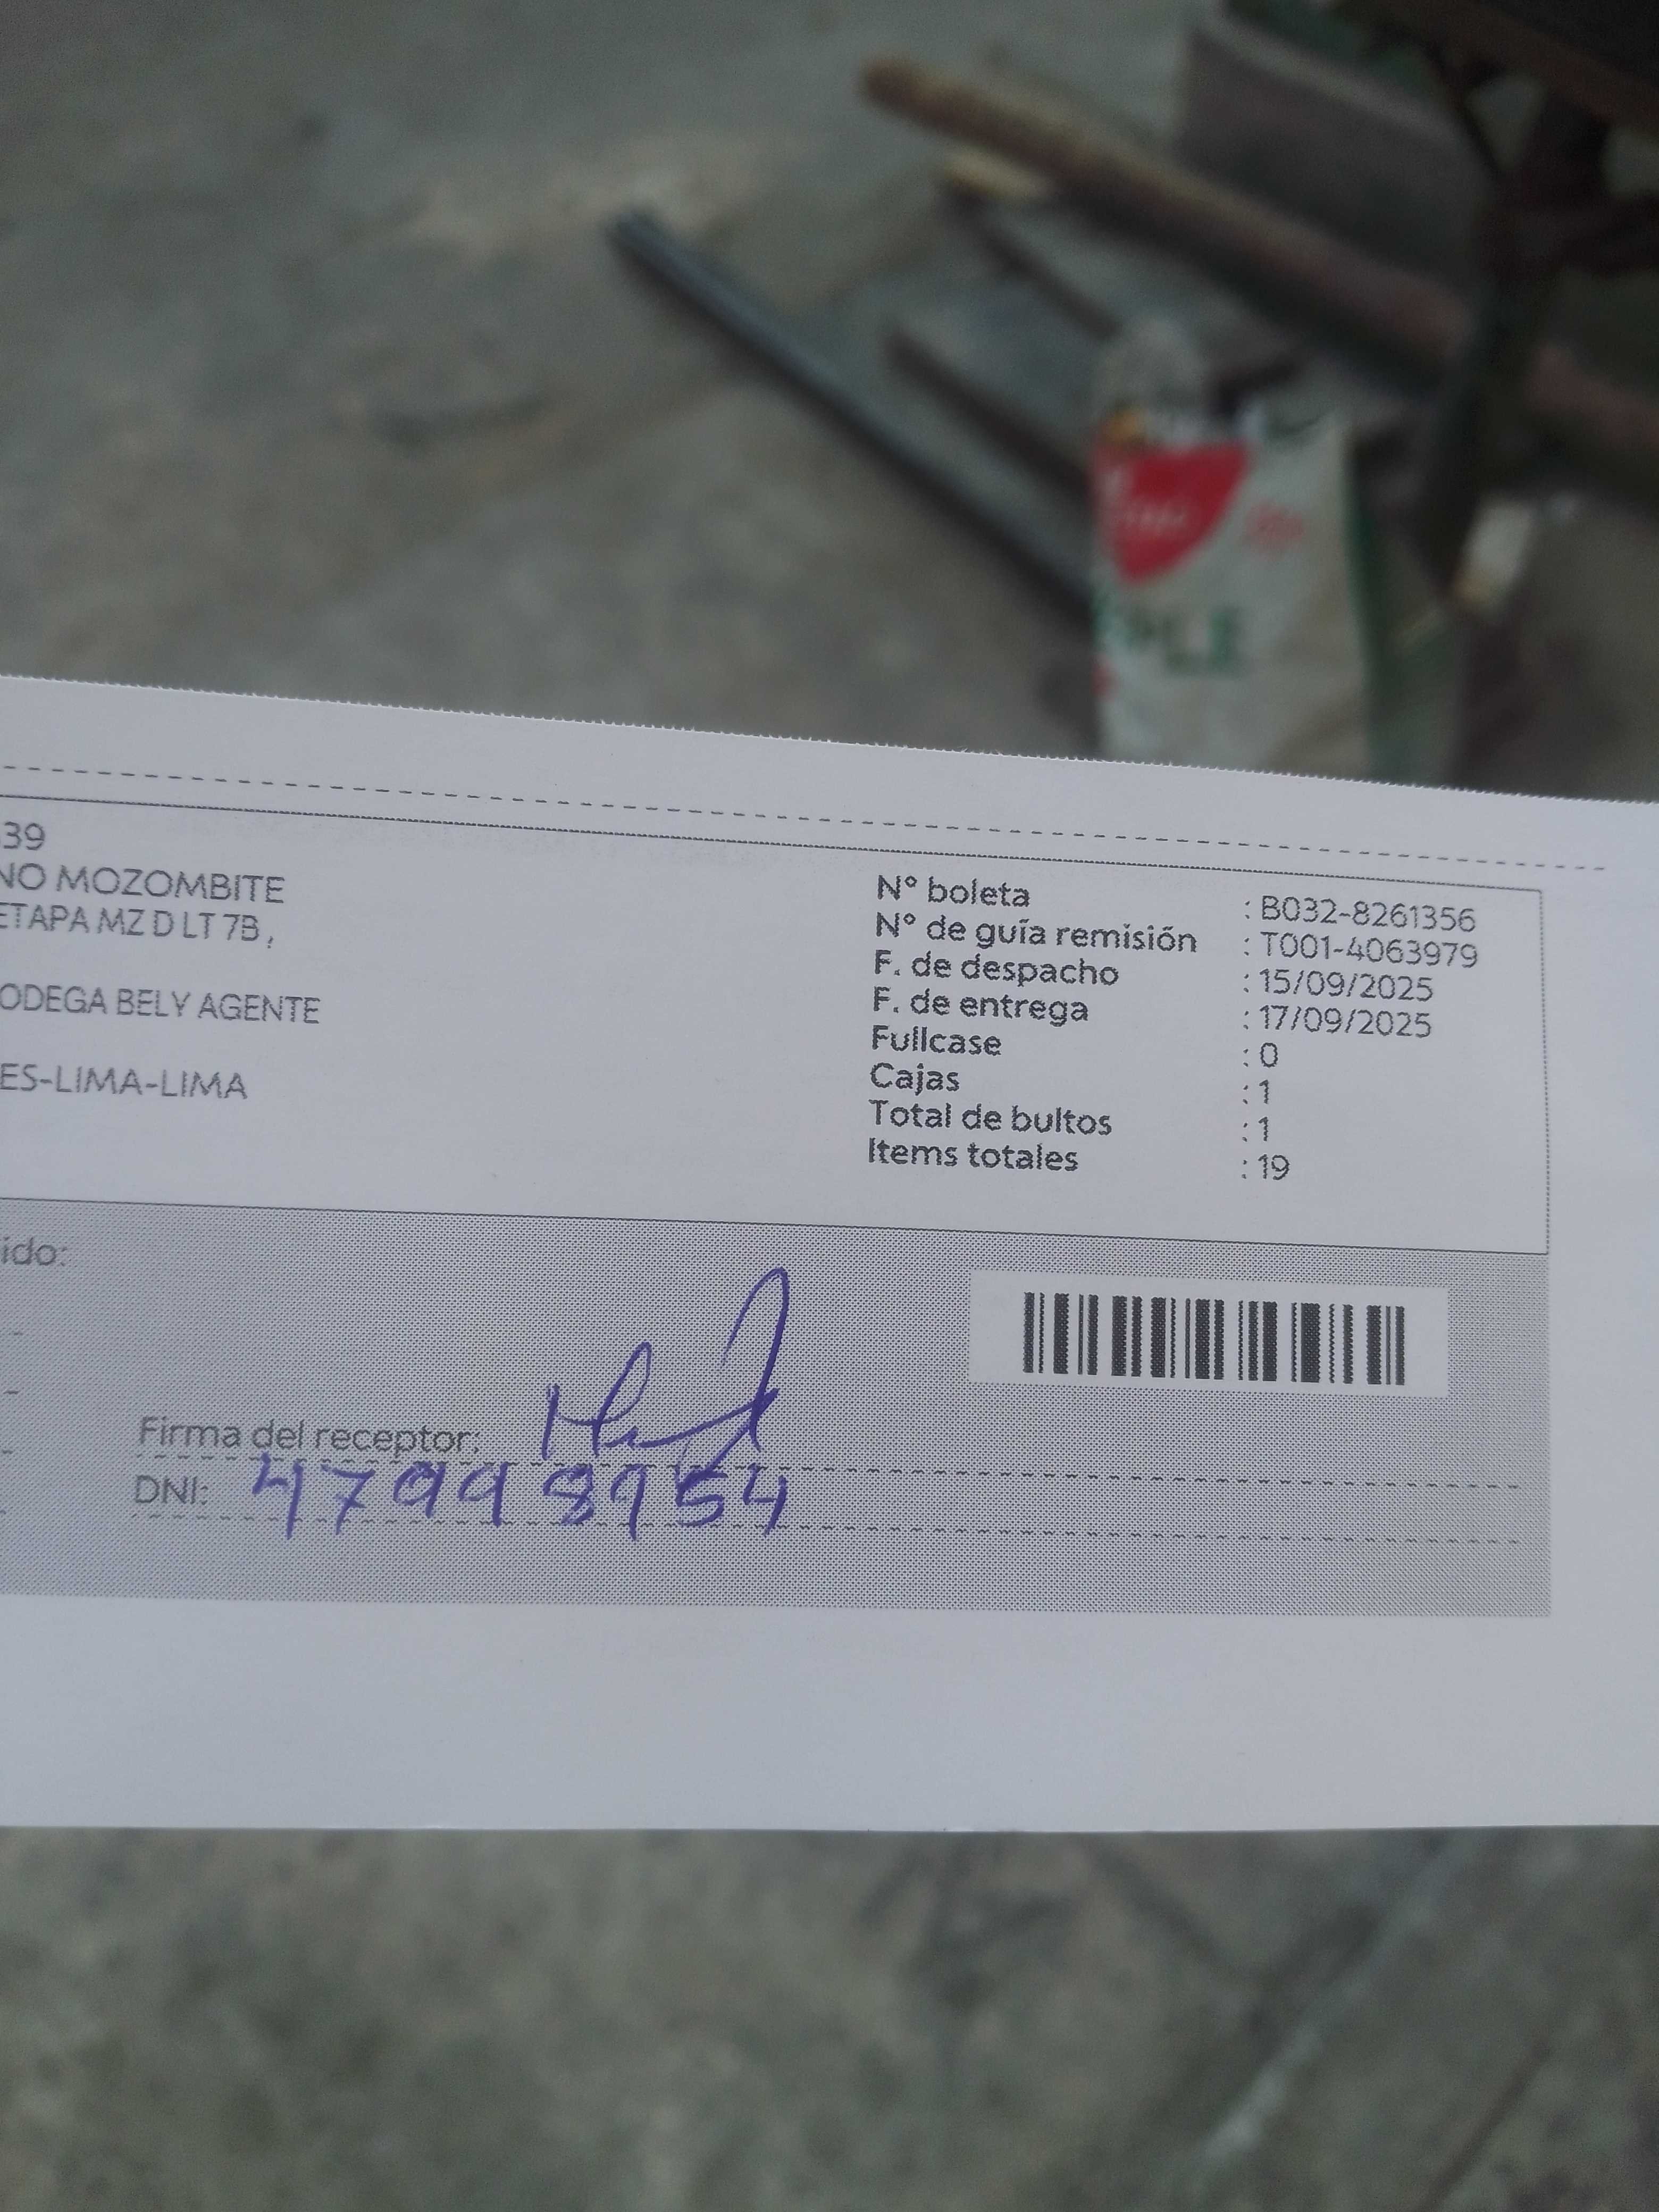 39
NO MOZOMBITE
ETAPA MZ D LT 7B ,
ODEGA BELY AGENTE
ES-LIMA-LIMA
N° boleta : B032-8261356
N° de guía remisión : T001-4063979
F. de despacho : 15/09/2025
F. de entrega : 17/09/2025
Fullcase : 0
Cajas : 1
Total de bultos : 1
Items totales : 19
ido:
Firma del receptor:
DNI: 47998954
PLE